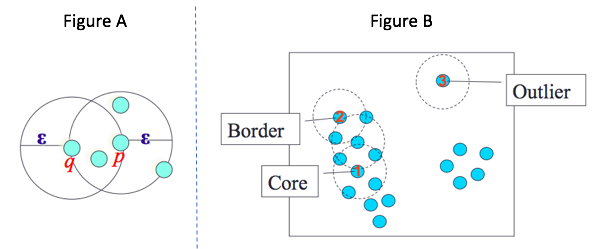 Figure A
Figure B
ε
ε
q
p
2
3
Outlier
Border
Core
1